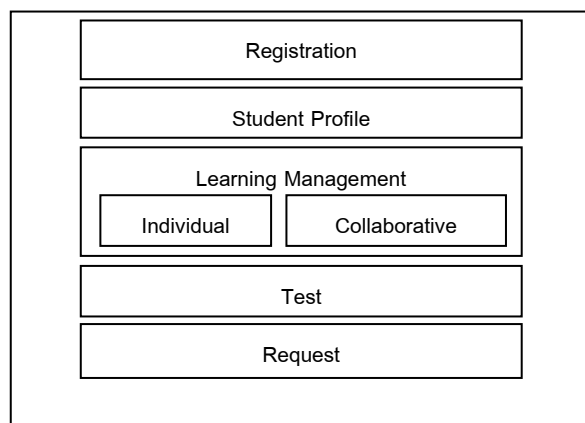 Registration
Student Profile
Learning Management
Individual Collaborative
Test
Request